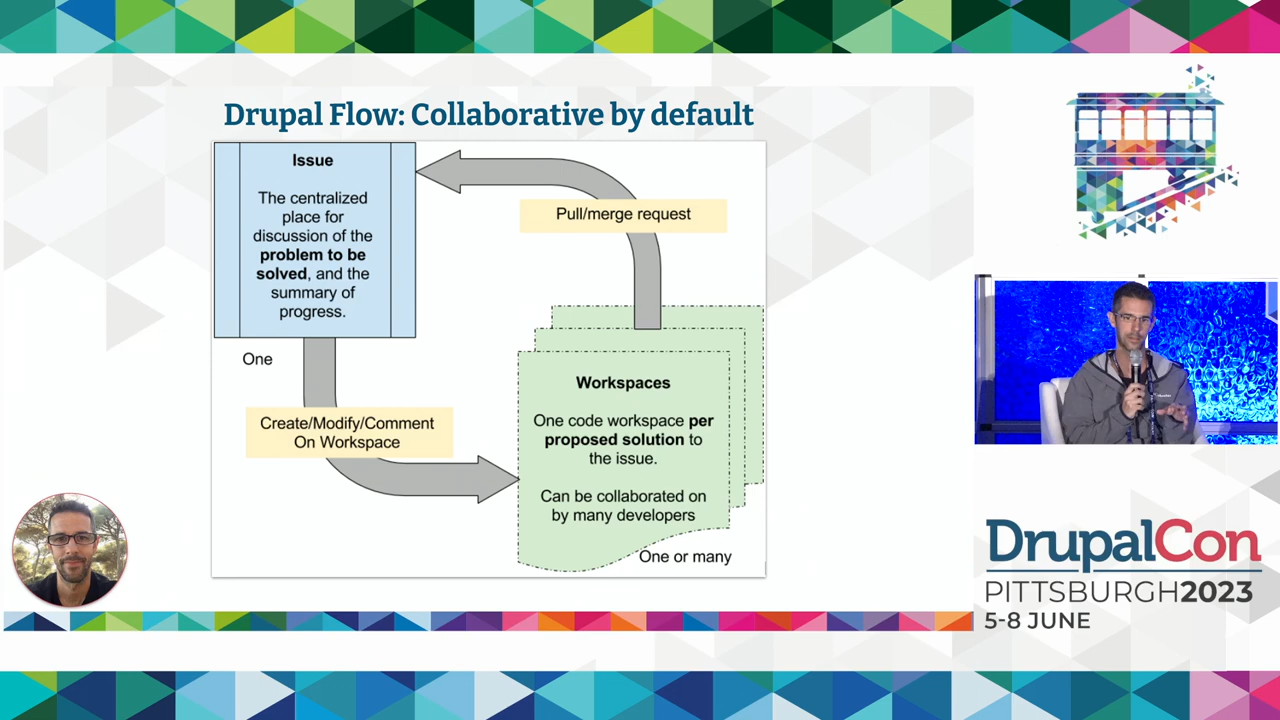 Drupal Flow: Collaborative by default
Issue
The centralized
place for
discussion of the
problem to be
solved, and the
summary of
progress.
Pull/merge request
One
Create/Modify/Comment
On Workspace
Workspaces
One code workspace per
proposed solution to
the issue.
Can be collaborated on
by many developers
One or many
DrupalCon
PITTSBURGH2023
5-8 JUNE